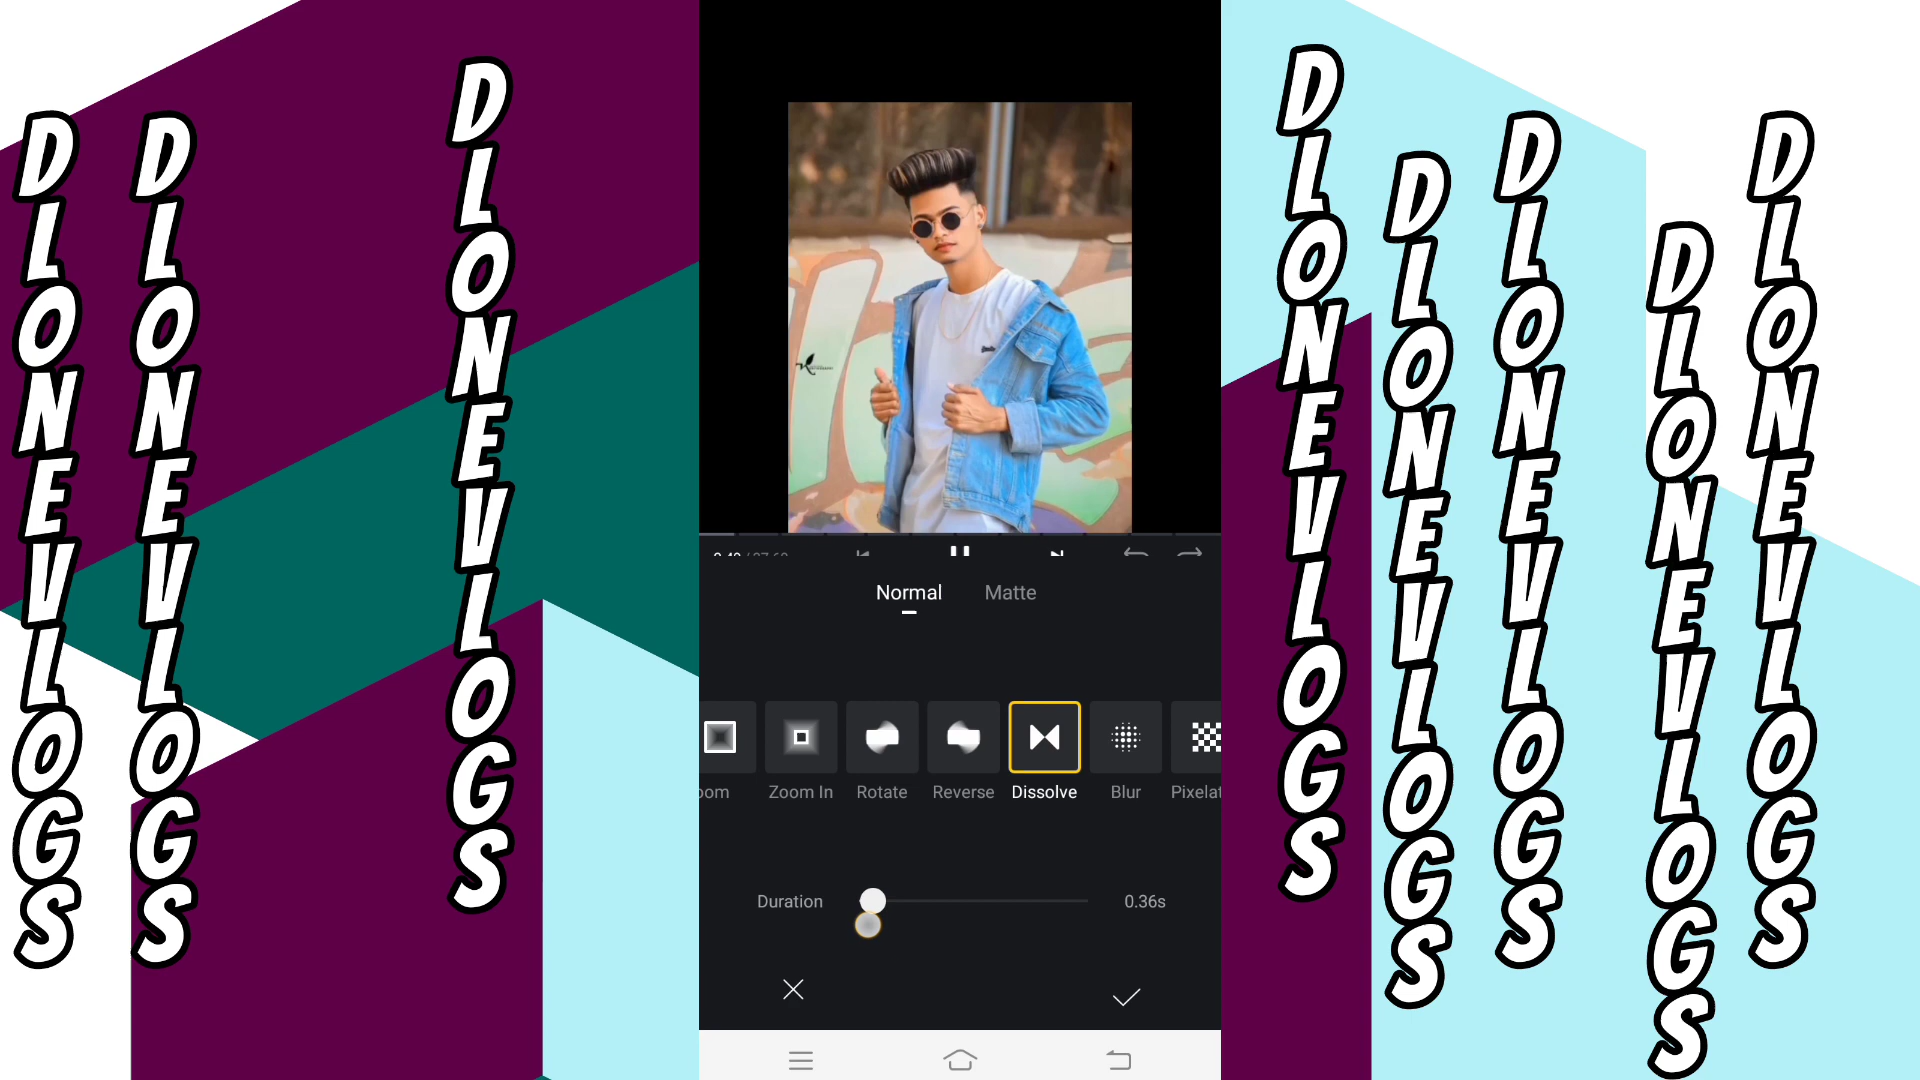 DLONEVLOGS
DLONEVLOGS
DLONEVLOGS
Normal Matte
Zoom In Rotate Reverse Dissolve Blur
Duration 0.36s
DLONEVLOGS
DLONEVLOGS
DLONEVLOGS
DLONEVLOGS
DLONEVLOGS